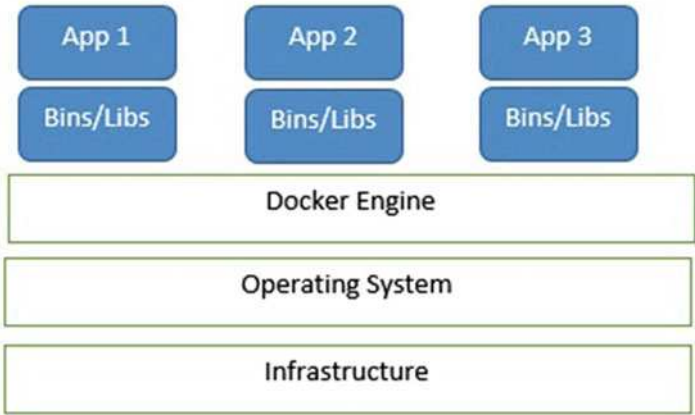 App 1
App 2
App 3
Bins/Libs
Bins/Libs
Bins/Libs
Docker Engine
Operating System
Infrastructure